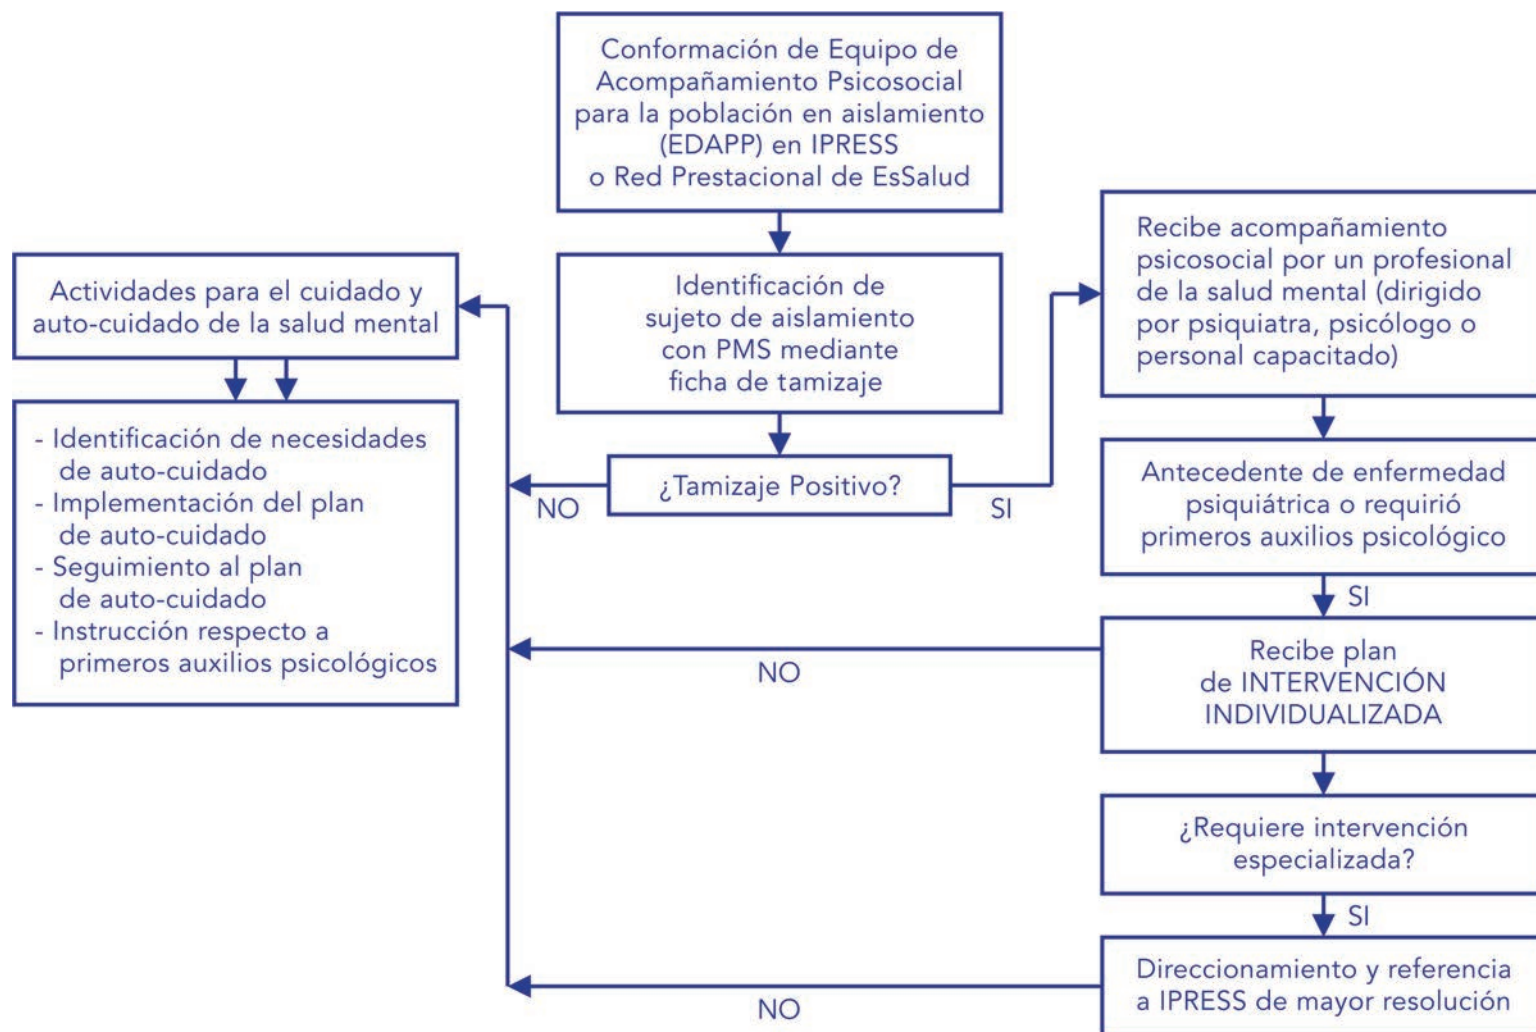 Conformación de Equipo de
Acompañamiento Psicosocial
para la población en aislamiento
(EDAPP) en IPRESS
o Red Prestacional de EsSalud
Identificación de
sujeto de aislamiento
con PMS mediante
ficha de tamizaje
¿Tamizaje Positivo?
NO
SI
Actividades para el cuidado y
auto-cuidado de la salud mental
- Identificación de necesidades
de auto-cuidado
- Implementación del plan
de auto-cuidado
- Seguimiento al plan
de auto-cuidado
- Instrucción respecto a
primeros auxilios psicológicos
Recibe acompañamiento
psicosocial por un profesional
de la salud mental (dirigido
por psiquiatra, psicólogo o
personal capacitado)
Antecedente de enfermedad
psiquiátrica o requirió
primeros auxilios psicológico
SI
Recibe plan
de INTERVENCIÓN
INDIVIDUALIZADA
NO
¿Requiere intervención
especializada?
SI
Direccionamiento y referencia
a IPRESS de mayor resolución
NO